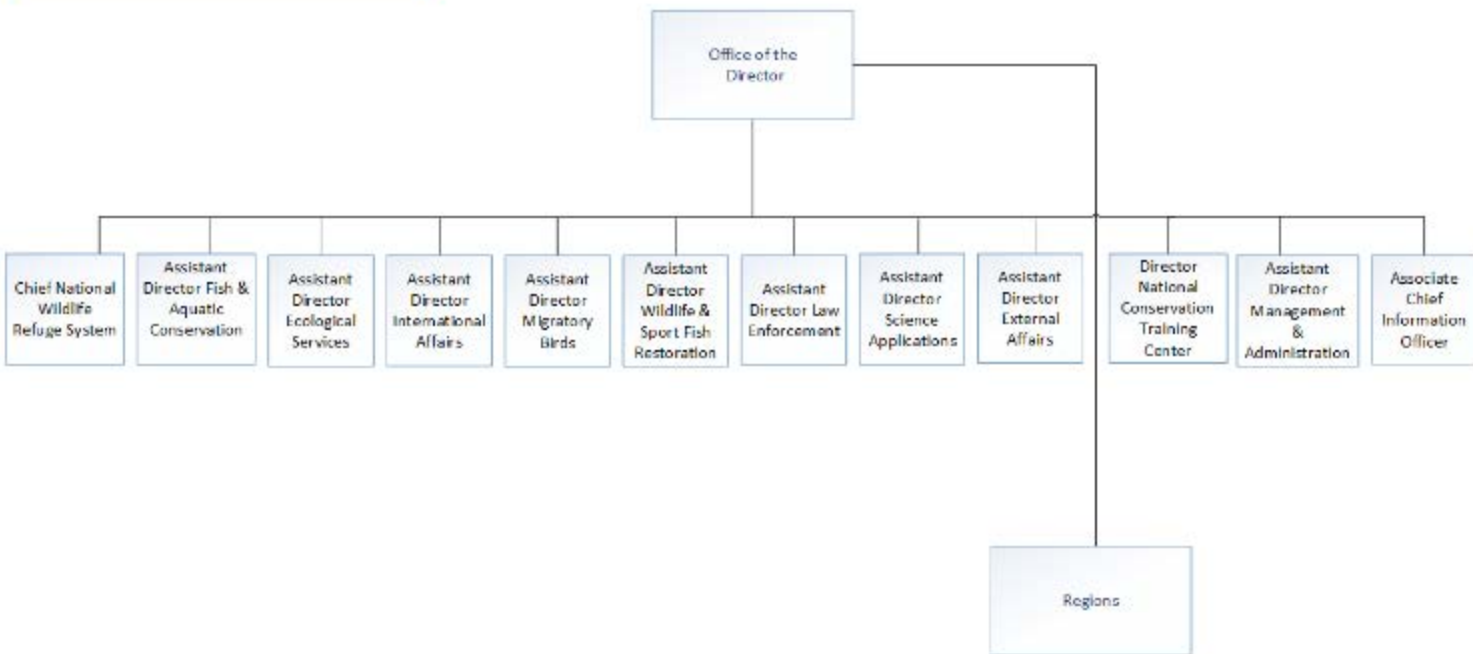 Office of the
Director
Chief National
Wildlife
Refuge System
Assistant
Director Fish &
Aquatic
Conservation
Assistant
Director
Ecological
Services
Assistant
Director
International
Affairs
Assistant
Director
Migratory
Birds
Assistant
Director
Wildlife &
Sport Fish
Restoration
Assistant
Director Law
Enforcement
Assistant
Director
Science
Applications
Assistant
Director
External
Affairs
Director
National
Conservation
Training
Center
Assistant
Director
Management
&
Administration
Associate
Chief
Information
Officer
Regions